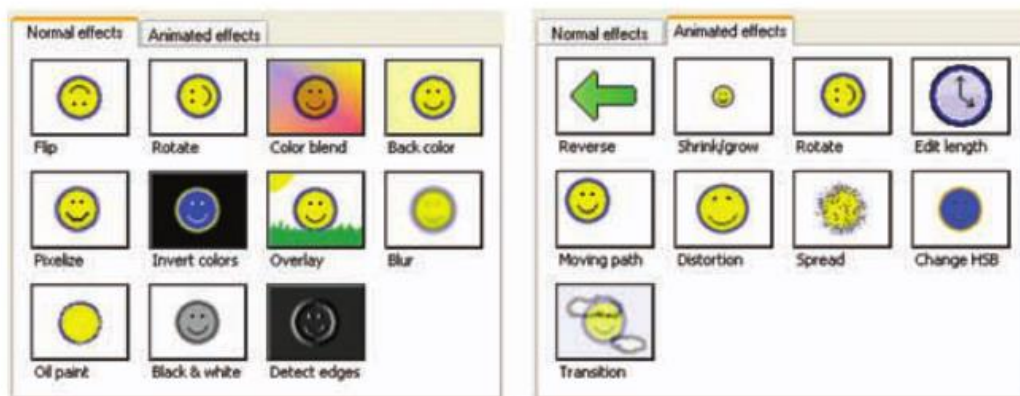 Normal effects
Animated effects
Flip
Rotate
Color blend
Back color
Pixelize
Invert colors
Overlay
Blur
Oil paint
Black & white
Detect edges
Normal effects
Animated effects
Reverse
Shrink/grow
Rotate
Edit length
Moving path
Distortion
Spread
Change HSB
Transition